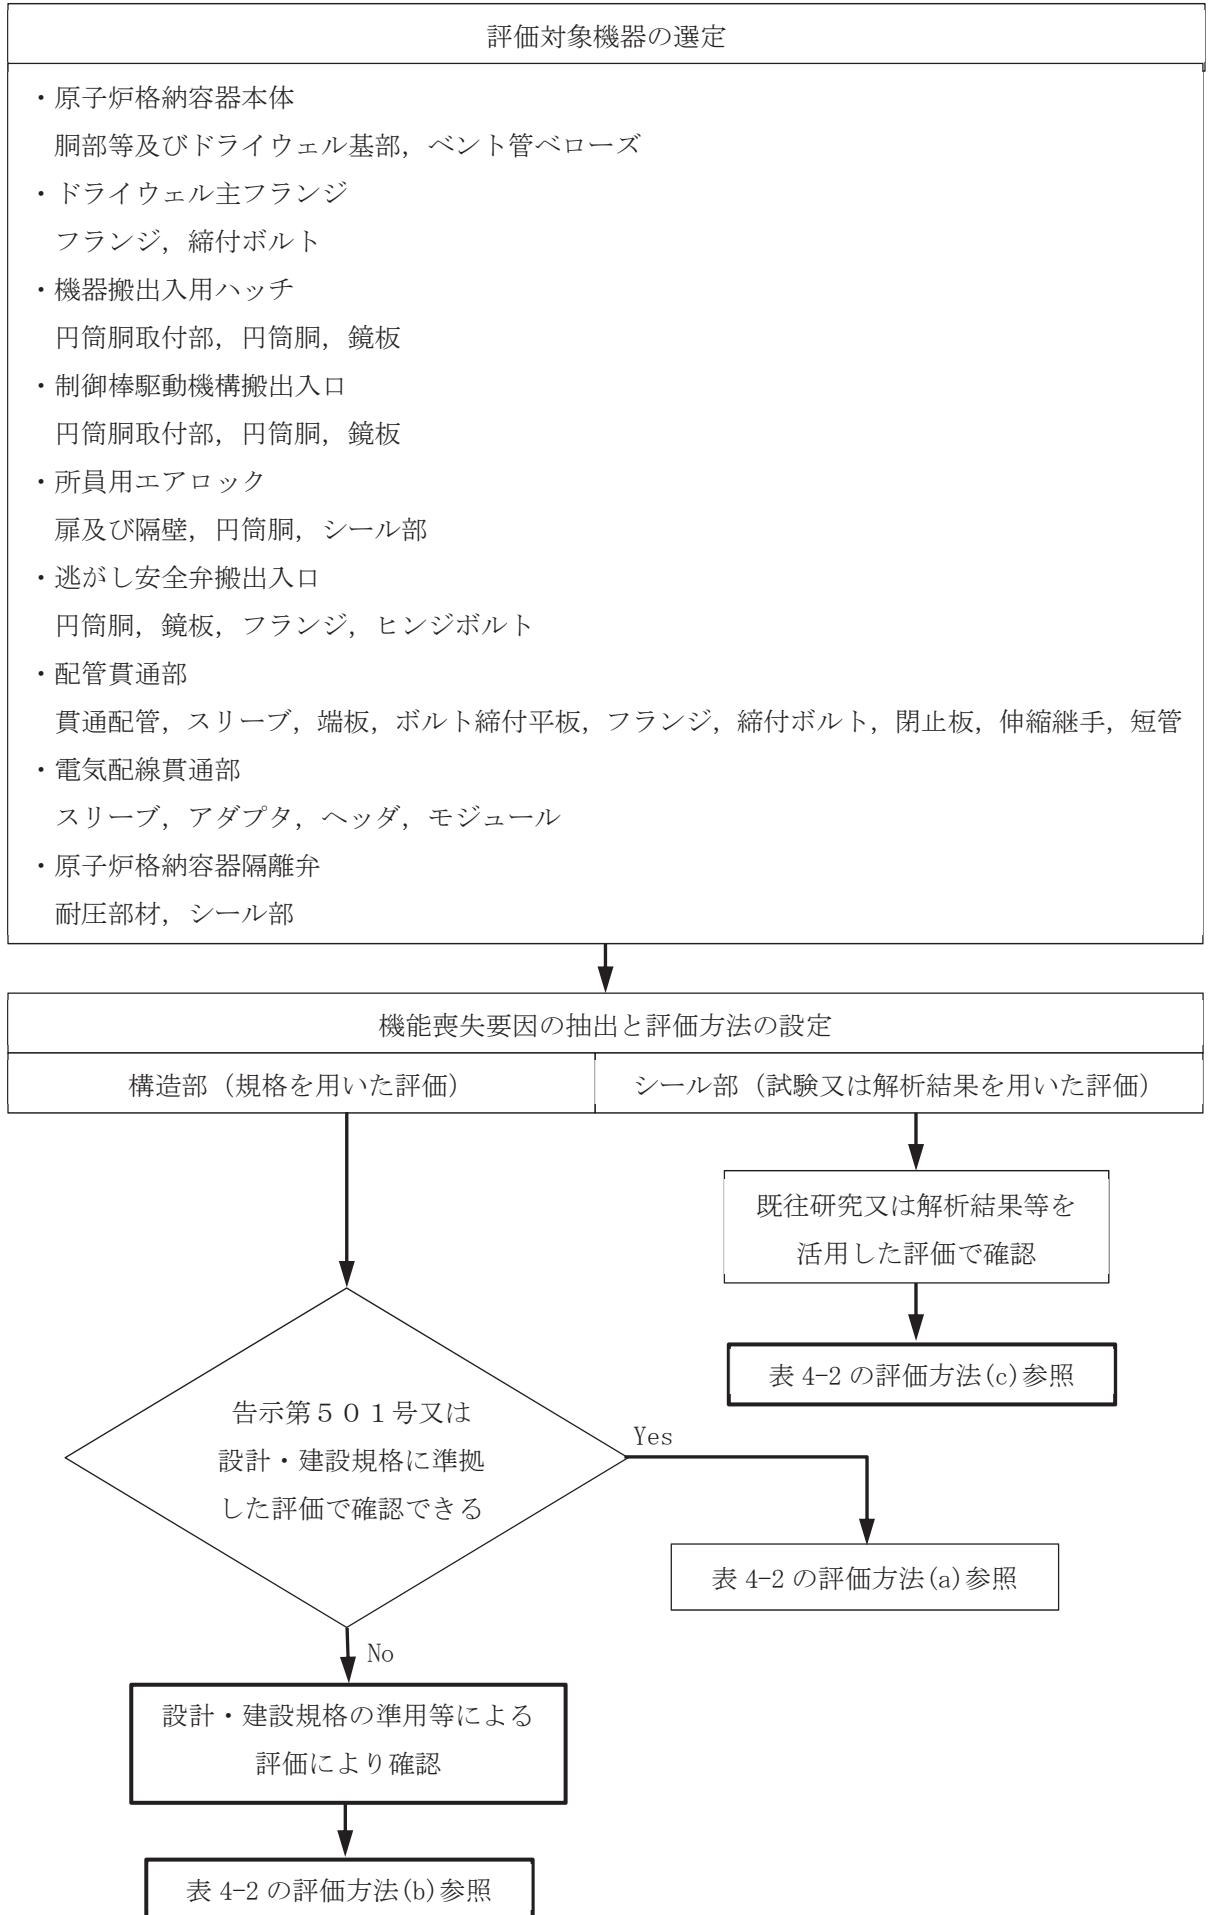 評価対象機器の選定
・原子炉格納容器本体
胴部等及びドライウェル基部，ベント管ベローズ
・ドライウェル主フランジ
フランジ，締付ボルト
・機器搬出入用ハッチ
円筒胴取付部，円筒胴，鏡板
・制御棒駆動機構搬出入口
円筒胴取付部，円筒胴，鏡板
・所員用エアロック
扉及び隔壁，円筒胴，シール部
・逃がし安全弁搬出入口
円筒胴，鏡板，フランジ，ヒンジボルト
・配管貫通部
貫通配管，スリーブ，端板，ボルト締付平板，フランジ，締付ボルト，閉止板，伸縮継手，短管
・電気配線貫通部
スリーブ，アダプタ，ヘッダ，モジュール
・原子炉格納容器隔離弁
耐圧部材，シール部
機能喪失要因の抽出と評価方法の設定
構造部（規格を用いた評価）
シール部（試験又は解析結果を用いた評価）
既往研究又は解析結果等を
活用した評価で確認
表 4-2 の評価方法(c)参照
告示第５０１号又は
設計・建設規格に準拠
した評価で確認できる
Yes
表 4-2 の評価方法(a)参照
No
設計・建設規格の準用等による
評価により確認
表 4-2 の評価方法(b)参照